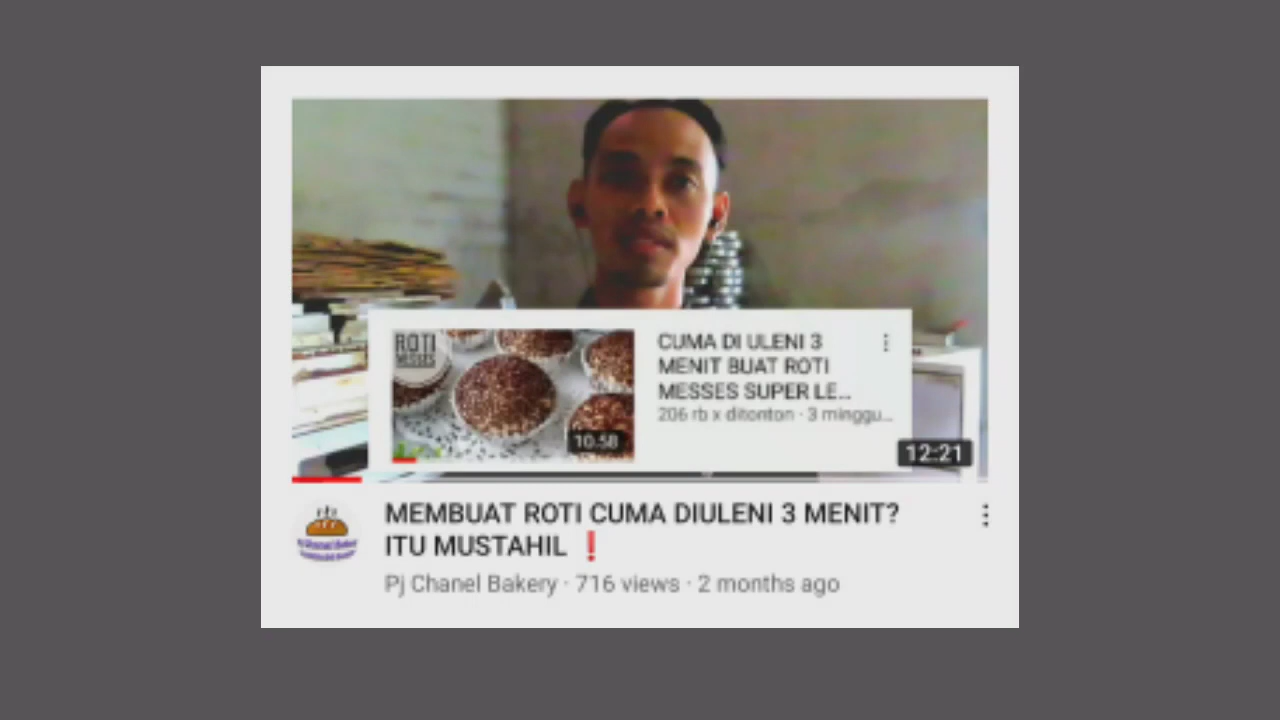 ROTI
MESSES
CUMA DI ULENI 3
MENIT BUAT ROTI
MESSES SUPER LE...
206 rb x ditonton · 3 minggu...
10.58
12:21
MEMBUAT ROTI CUMA DIULENI 3 MENIT?
ITU MUSTAHIL ❗
Pj Chanel Bakery · 716 views · 2 months ago